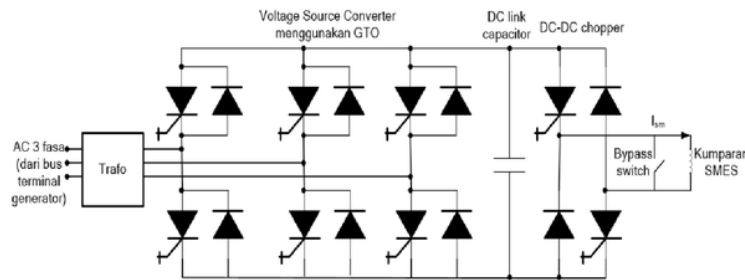 Voltage Source Converter
menggunakan GTO
DC link
capacitor
DC-DC chopper
AC 3 fasa
(dari bus
terminal
generator)
Trafo
Ism
Bypass
switch
Kumparan
SMES